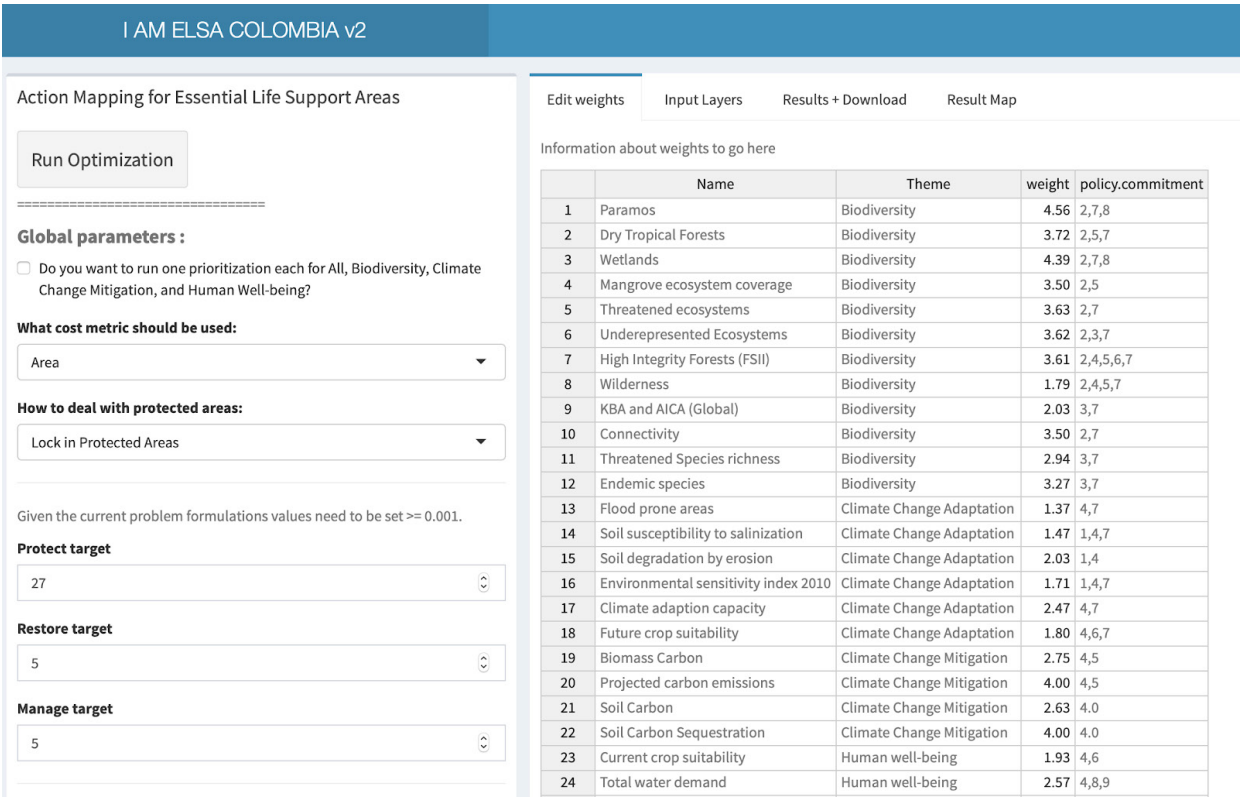 I AM ELSA COLOMBIA v2
Action Mapping for Essential Life Support Areas
Run Optimization
=================================
Global parameters :
Do you want to run one prioritization each for All, Biodiversity, Climate
Change Mitigation, and Human Well-being?
What cost metric should be used:
Area
How to deal with protected areas:
Lock in Protected Areas
Given the current problem formulations values need to be set >= 0.001.
Protect target
27
Restore target
5
Manage target
5
Edit weights Input Layers Results + Download Result Map
Information about weights to go here
Name Theme weight policy.commitment
1 Paramos Biodiversity 4.56 2,7,8
2 Dry Tropical Forests Biodiversity 3.72 2,5,7
3 Wetlands Biodiversity 4.39 2,7,8
4 Mangrove ecosystem coverage Biodiversity 3.50 2,5
5 Threatened ecosystems Biodiversity 3.63 2,7
6 Underepresented Ecosystems Biodiversity 3.62 2,3,7
7 High Integrity Forests (FSII) Biodiversity 3.61 2,4,5,6,7
8 Wilderness Biodiversity 1.79 2,4,5,7
9 KBA and AICA (Global) Biodiversity 2.03 3,7
10 Connectivity Biodiversity 3.50 2,7
11 Threatened Species richness Biodiversity 2.94 3,7
12 Endemic species Biodiversity 3.27 3,7
13 Flood prone areas Climate Change Adaptation 1.37 4,7
14 Soil susceptibility to salinization Climate Change Adaptation 1.47 1,4,7
15 Soil degradation by erosion Climate Change Adaptation 2.03 1,4
16 Environmental sensitivity index 2010 Climate Change Adaptation 1.71 1,4,7
17 Climate adaption capacity Climate Change Adaptation 2.47 4,7
18 Future crop suitability Climate Change Adaptation 1.80 4,6,7
19 Biomass Carbon Climate Change Mitigation 2.75 4,5
20 Projected carbon emissions Climate Change Mitigation 4.00 4,5
21 Soil Carbon Climate Change Mitigation 2.63 4.0
22 Soil Carbon Sequestration Climate Change Mitigation 4.00 4.0
23 Current crop suitability Human well-being 1.93 4,6
24 Total water demand Human well-being 2.57 4,8,9